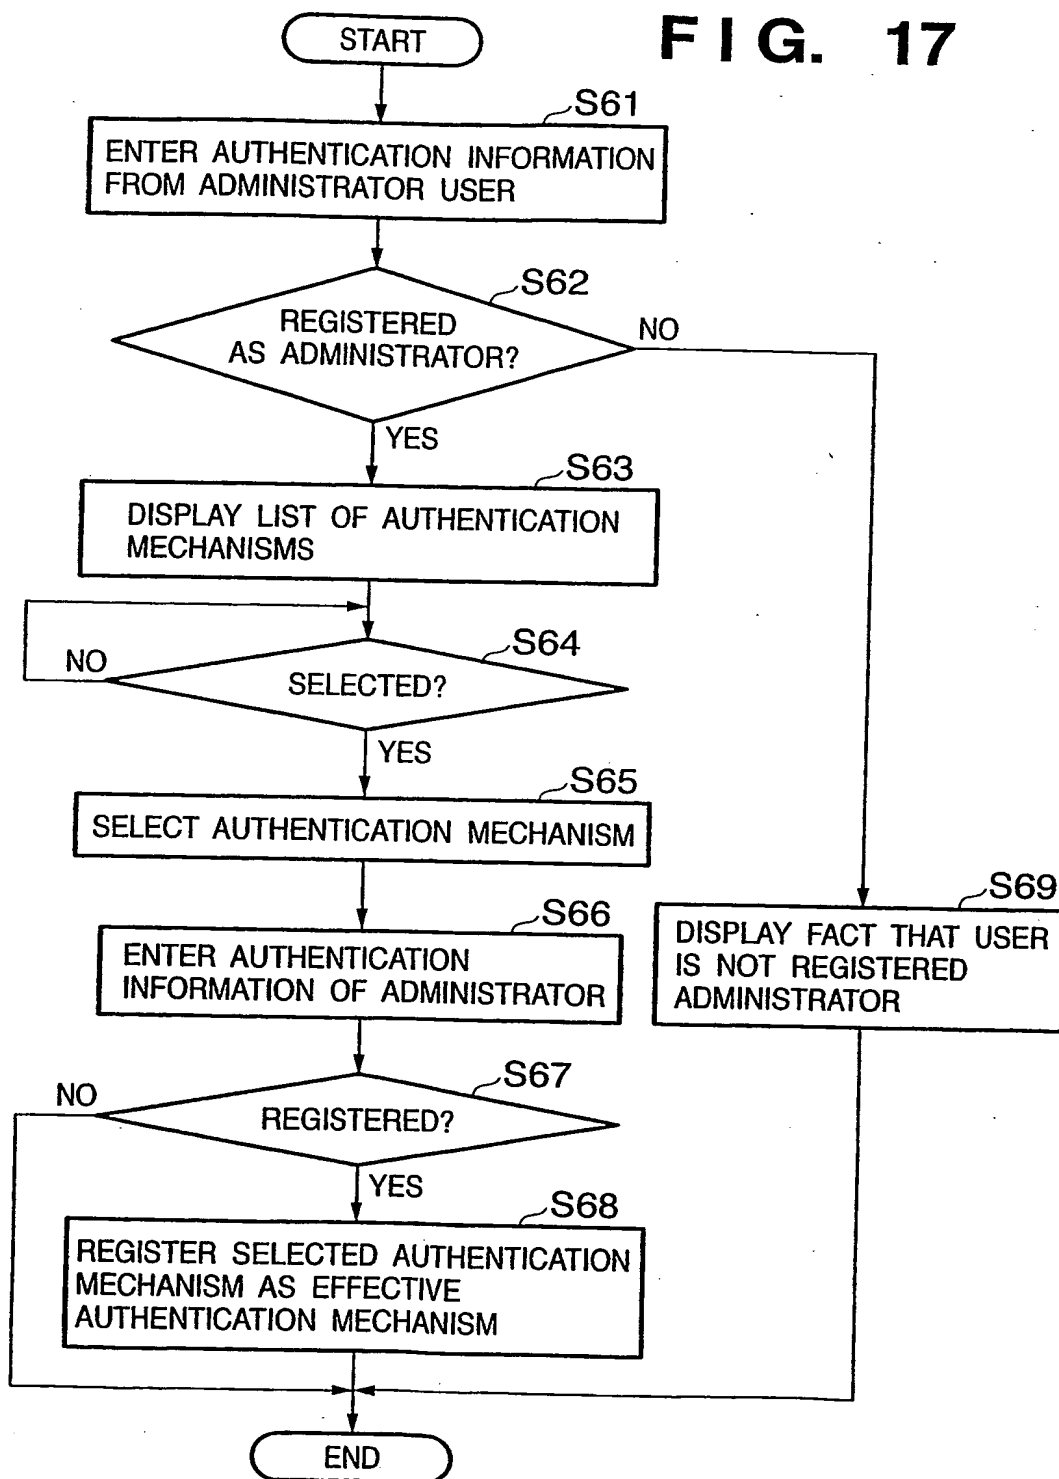 FIG. 17
START
S61
ENTER AUTHENTICATION INFORMATION
FROM ADMINISTRATOR USER
S62
REGISTERED
AS ADMINISTRATOR?
NO
YES
S63
DISPLAY LIST OF AUTHENTICATION
MECHANISMS
S64
NO
SELECTED?
YES
S65
SELECT AUTHENTICATION MECHANISM
S66
ENTER AUTHENTICATION
INFORMATION OF ADMINISTRATOR
S69
DISPLAY FACT THAT USER
IS NOT REGISTERED
ADMINISTRATOR
S67
NO
REGISTERED?
YES
S68
REGISTER SELECTED AUTHENTICATION
MECHANISM AS EFFECTIVE
AUTHENTICATION MECHANISM
END